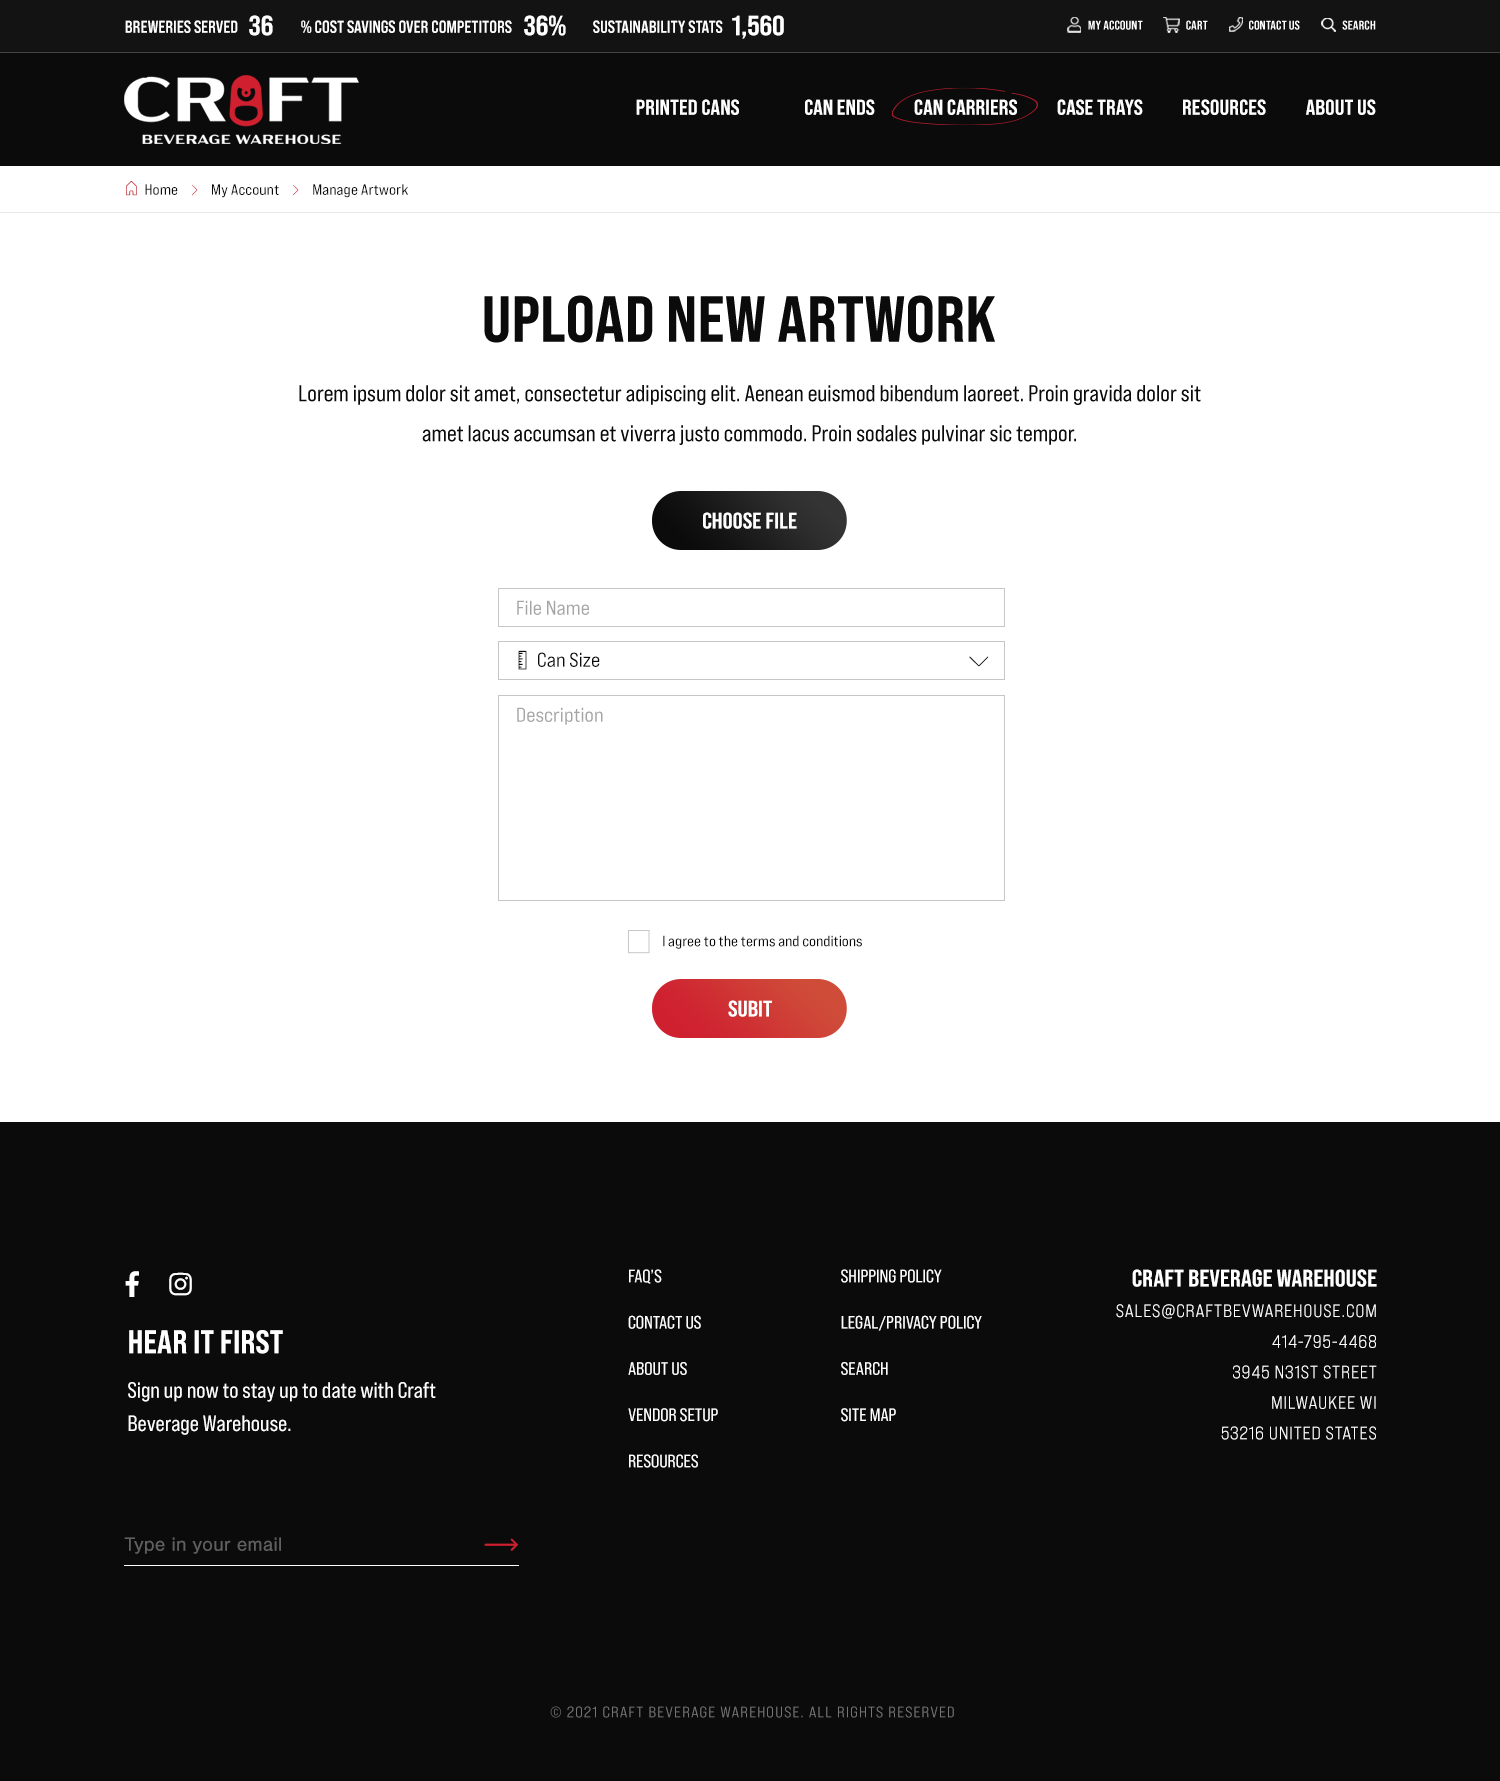 BREWERIES SERVED 36 % COST SAVINGS OVER COMPETITORS 36% SUSTAINABILITY STATS 1,560 MY ACCOUNT CART CONTACT US SEARCH
CRAFT
BEVERAGE WAREHOUSE
PRINTED CANS CAN ENDS CAN CARRIERS CASE TRAYS RESOURCES ABOUT US
Home My Account Manage Artwork
UPLOAD NEW ARTWORK
Lorem ipsum dolor sit amet, consectetur adipiscing elit. Aenean euismod bibendum laoreet. Proin gravida dolor sit
amet lacus accumsan et viverra justo commodo. Proin sodales pulvinar sic tempor.
CHOOSE FILE
File Name
Can Size
Description
I agree to the terms and conditions
SUBIT
HEAR IT FIRST
Sign up now to stay up to date with Craft
Beverage Warehouse.
Type in your email
FAQ'S
CONTACT US
ABOUT US
VENDOR SETUP
RESOURCES
SHIPPING POLICY
LEGAL/PRIVACY POLICY
SEARCH
SITE MAP
CRAFT BEVERAGE WAREHOUSE
SALES@CRAFTBEVWAREHOUSE.COM
414-795-4468
3945 N31ST STREET
MILWAUKEE WI
53216 UNITED STATES
© 2021 CRAFT BEVERAGE WAREHOUSE. ALL RIGHTS RESERVED